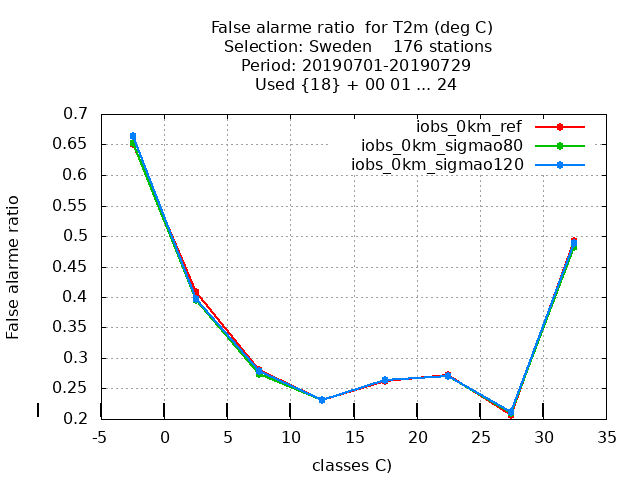 False alarme ratio  for T2m (deg C)
Selection: Sweden    176 stations
Period: 20190701-20190729
Used {18} + 00 01 ... 24
0.7
iobs_0km_ref
0.65
iobs_0km_sigmao80
iobs_0km_sigmao120
0.6
0.55
0.5
0.45
0.4
0.35
0.3
0.25
0.2
False alarme ratio
-5 0 5 10 15 20 25 30 35
classes C)